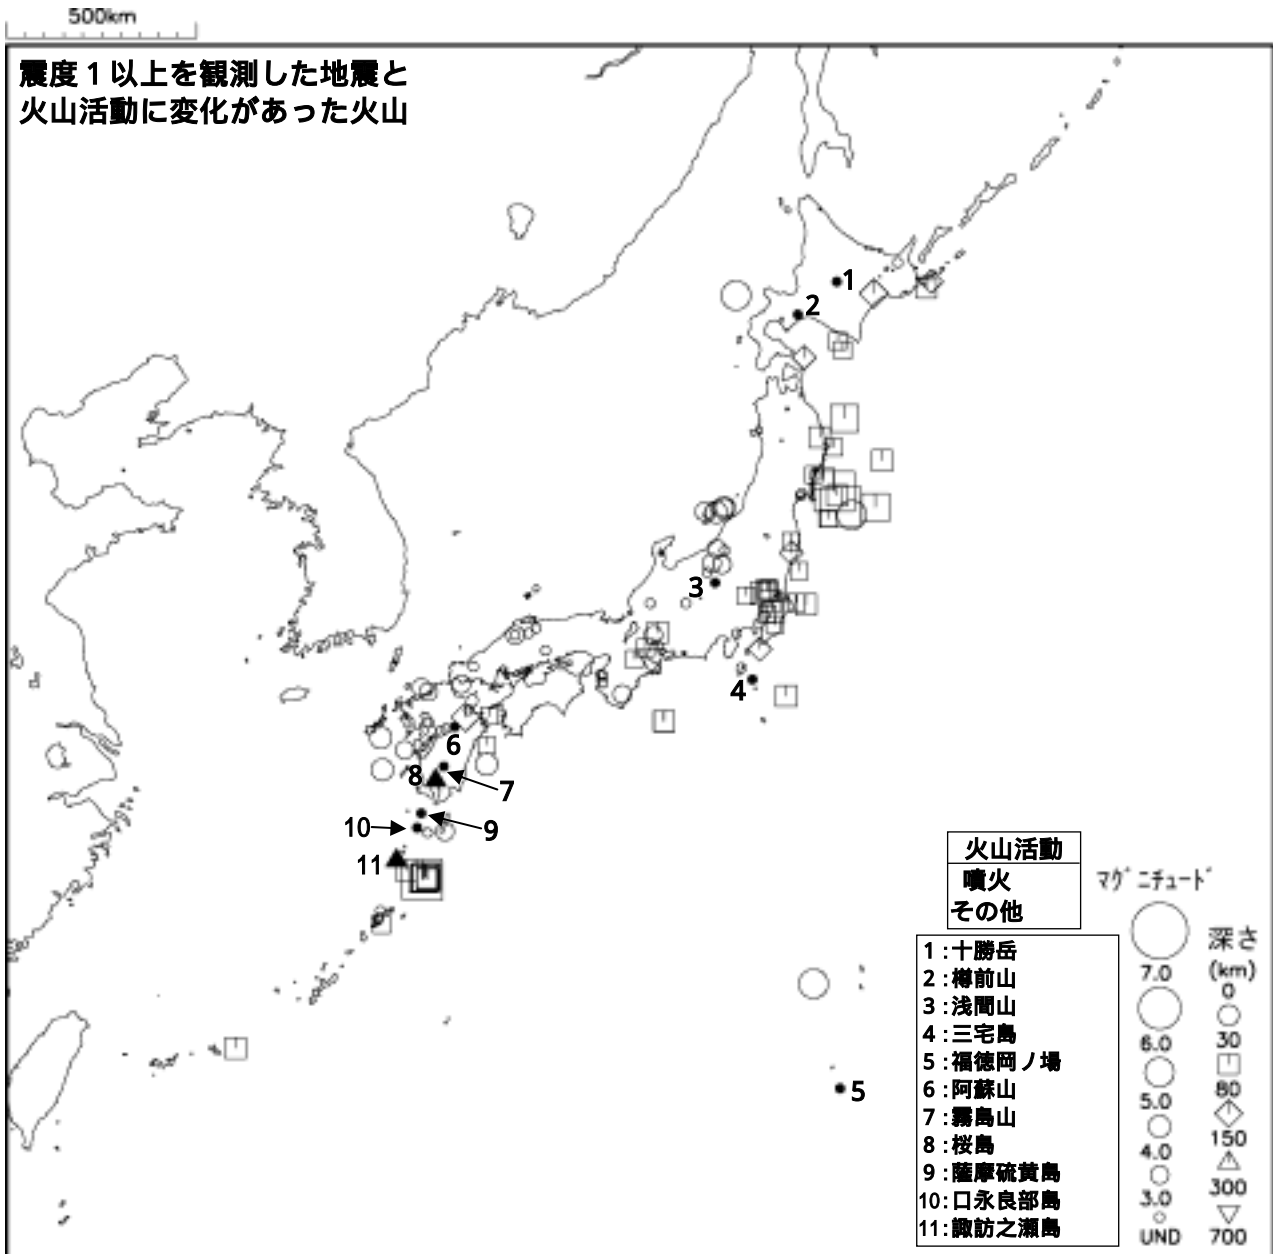 500km
震度１以上を観測した地震と
火山活動に変化があった火山
1
2
3
4
6
8
7
9
10
11
5
火山活動
噴火
その他
1:十勝岳
2:樽前山
3:浅間山
4:三宅島
5:福徳岡ノ場
6:阿蘇山
7:霧島山
8:桜島
9:薩摩硫黄島
10:口永良部島
11:諏訪之瀬島
マグニチュード
7.0
6.0
5.0
4.0
3.0
UND
深さ
(km)
0
30
80
150
300
700